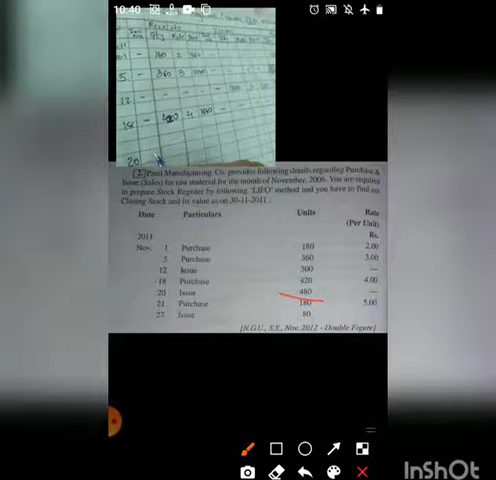 10:40
Receipts
Qty Rate
180 2 360
5. - 360 3
12 - - - -
18 - 420 4
20
[2] Patel Manufacturing Co. provides following details regarding Purchase &
Issue (Sales) for raw material for the month of November, 2006. You are required
to prepare Stock Register by following 'LIFO' method and you have to find out
Closing Stock and its value as on 30-11-2011.:
Date Particulars Units Rate
(Per Unit)
2011 Rs.
Nov. 1 Purchase 180 2.00
5 Purchase 360 3.00
12 Issue 300 —
18 Purchase 420 4.00
20 Issue 480 —
21 Purchase 180 5.00
27 Issue 80
[N.G.U., S.Y., Nov. 2012 - Double Figure]
InShOt